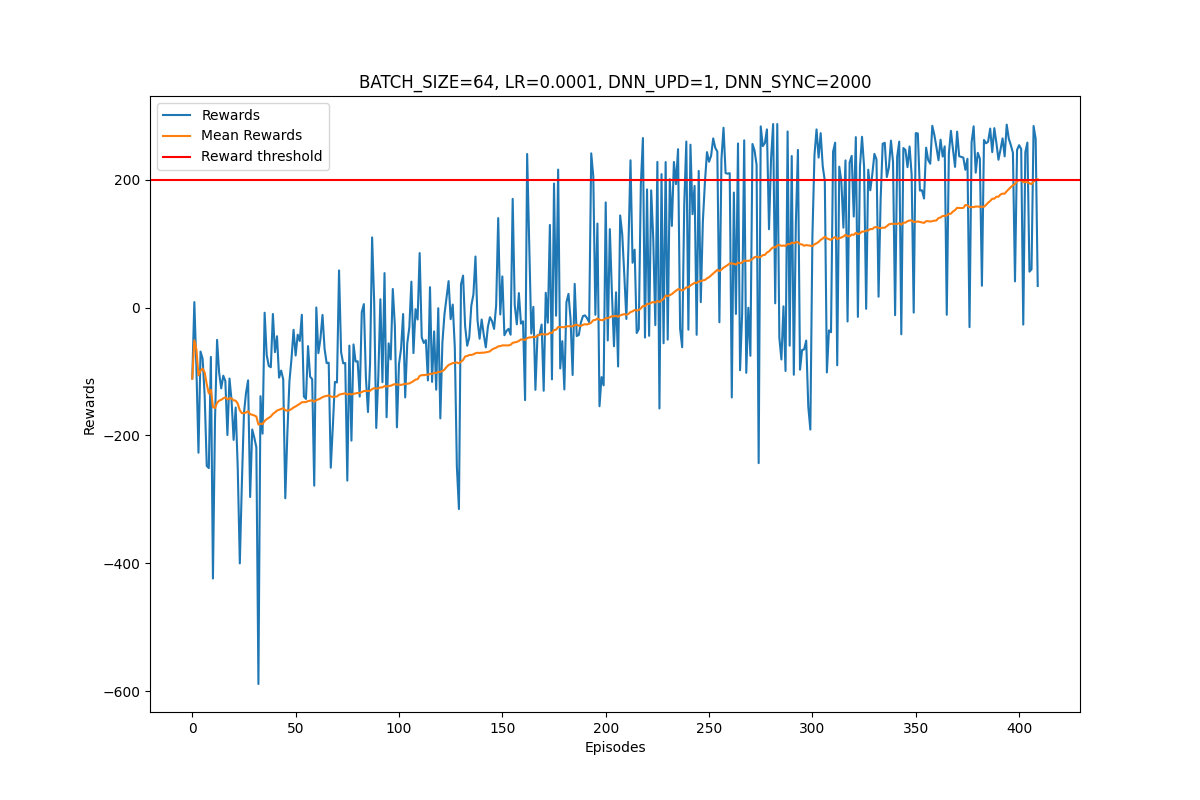 BATCH_SIZE=64, LR=0.0001, DNN_UPD=1, DNN_SYNC=2000
Rewards
Mean Rewards
Reward threshold
200
0
−200
−400
−600
Rewards
0
50
100
150
200
250
300
350
400
Episodes